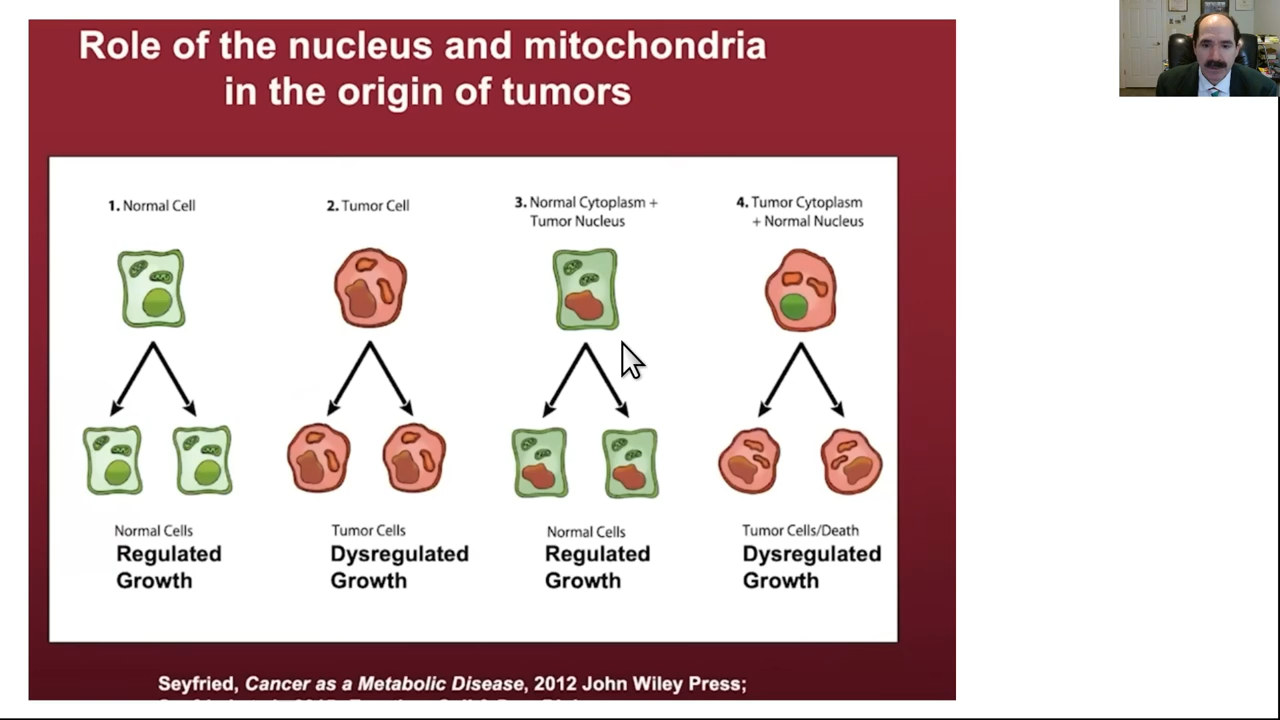 Role of the nucleus and mitochondria
in the origin of tumors
1. Normal Cell
2. Tumor Cell
3. Normal Cytoplasm +
Tumor Nucleus
4. Tumor Cytoplasm
+ Normal Nucleus
Normal Cells
Regulated
Growth
Tumor Cells
Dysregulated
Growth
Normal Cells
Regulated
Growth
Tumor Cells/Death
Dysregulated
Growth
Seyfried, Cancer as a Metabolic Disease, 2012 John Wiley Press;